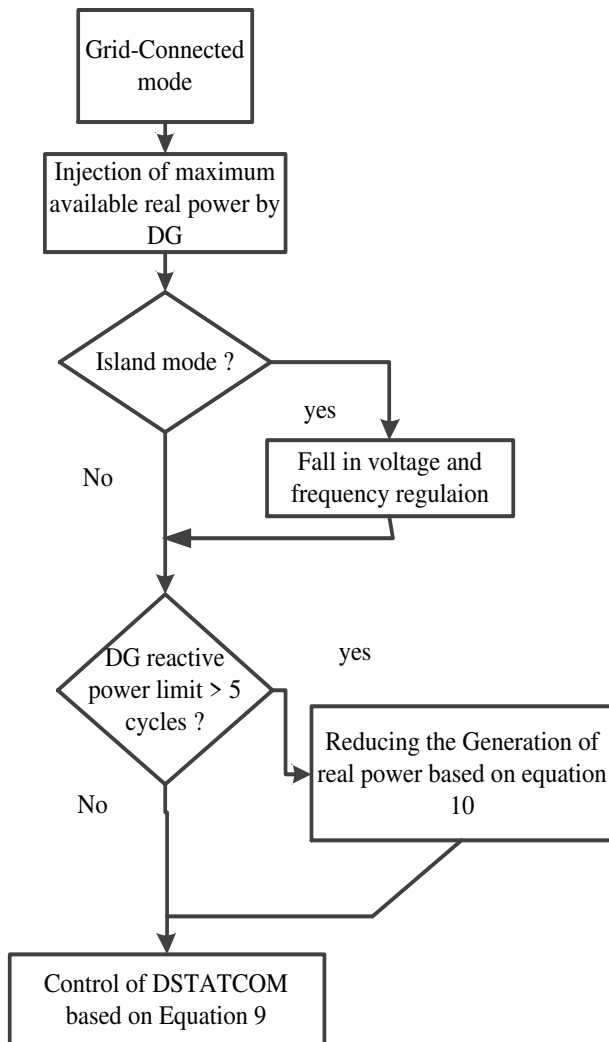 Grid-Connected
mode
Injection of maximum
available real power by
DG
Island mode ?
yes
No
Fall in voltage and
frequency regulaion
DG reactive
power limit > 5
cycles ?
yes
No
Reducing the Generation of
real power based on equation
10
Control of DSTATCOM
based on Equation 9